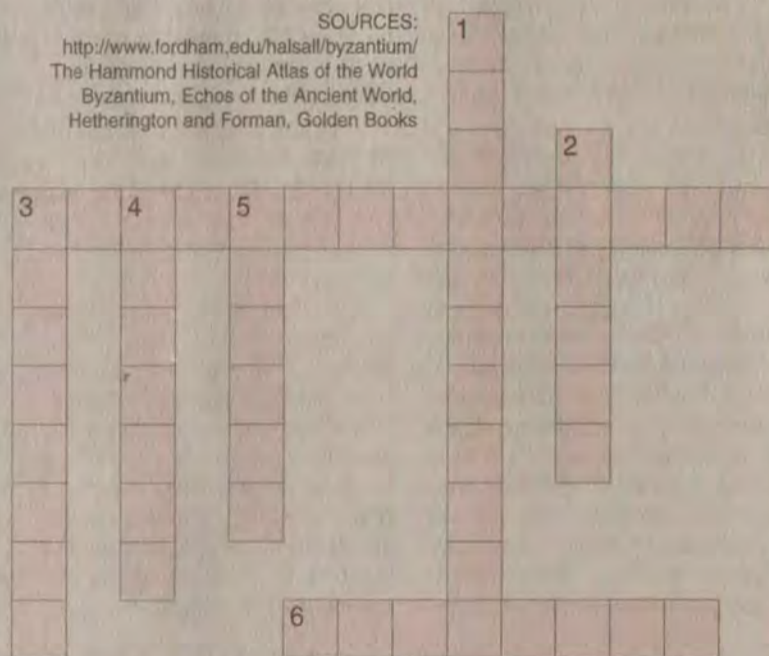 SOURCES:
http://www.fordham.edu/halsall/byzantium/
The Hammond Historical Atlas of the World
Byzantium, Echos of the Ancient World,
Hetherington and Forman, Golden Books
1
2
3 4 5
6